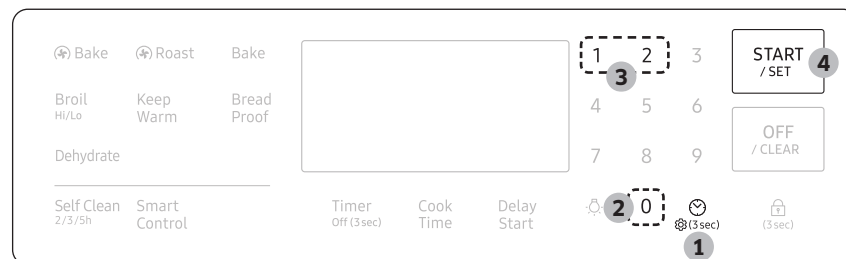 Bake Roast Bake 1 2 3 START
/ SET 4
3
Broil Keep Bread
Hi/Lo Warm Proof
4 5 6
OFF
/ CLEAR
Dehydrate 7 8 9
Self Clean Smart Timer Cook Delay 2 0
2/3/5h Control Off (3 sec) Time Start (3 sec) (3 sec)
1